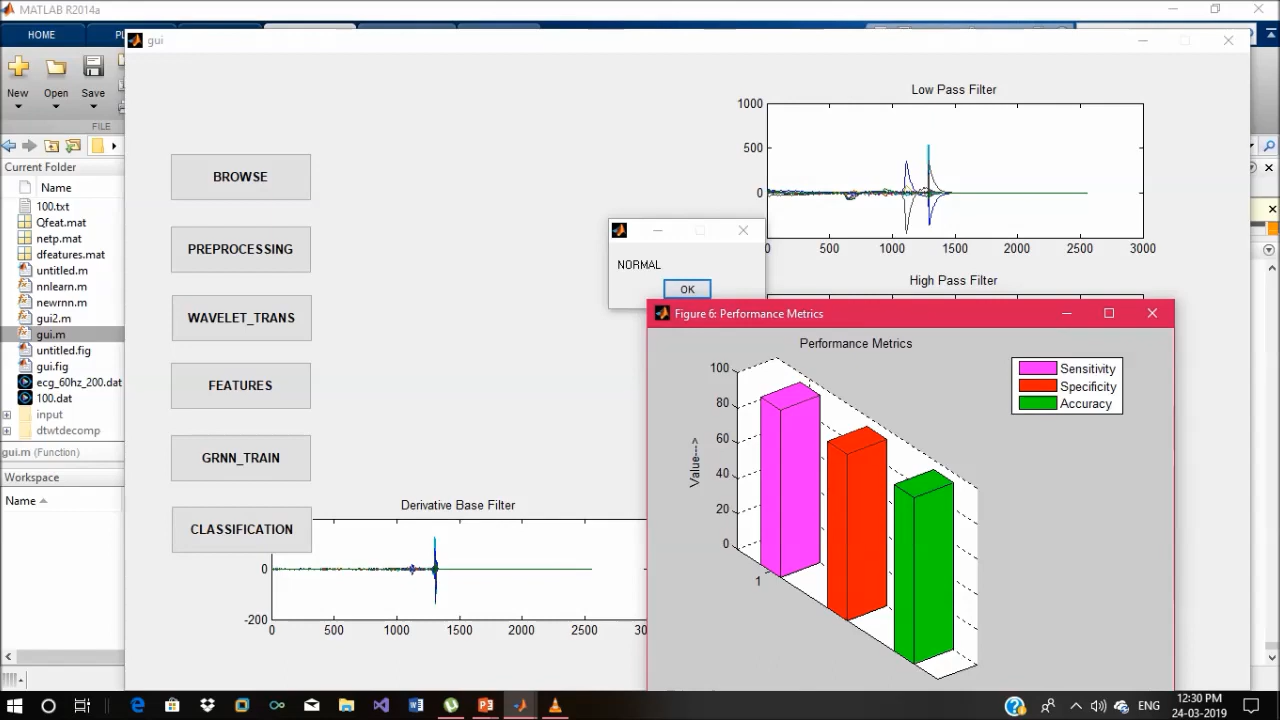 MATLAB R2014a
HOME
PL
gui
New
Open
Save
FILE
Current Folder
Name
100.txt
Qfeat.mat
netp.mat
dfeatures.mat
untitled.m
nnlearn.m
newrnn.m
gui2.m
gui.m
untitled.fig
gui.fig
ecg_60hz_200.dat
100.dat
input
dtwtdecomp
gui.m (Function)
Workspace
Name
BROWSE
PREPROCESSING
WAVELET_TRANS
FEATURES
GRNN_TRAIN
CLASSIFICATION
Low Pass Filter
1000
500
0
0 500 1000 1500 2000 2500 3000
High Pass Filter
NORMAL
OK
Derivative Base Filter
0
-200
0 500 1000 1500 2000 2500 30
Figure 6: Performance Metrics
Performance Metrics
Sensitivity
Specificity
Accuracy
Value--->
100
80
60
40
20
0
1
ENG
12:30 PM
24-03-2019